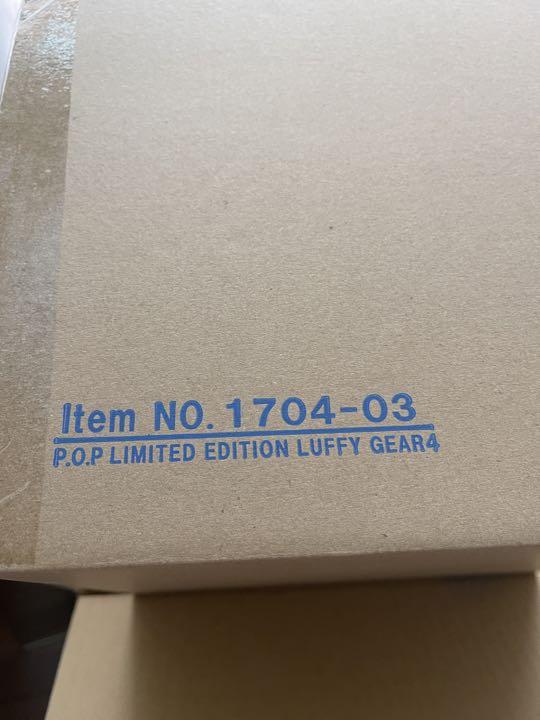 Item NO. 1704-03
P.O.P LIMITED EDITION LUFFY GEAR4